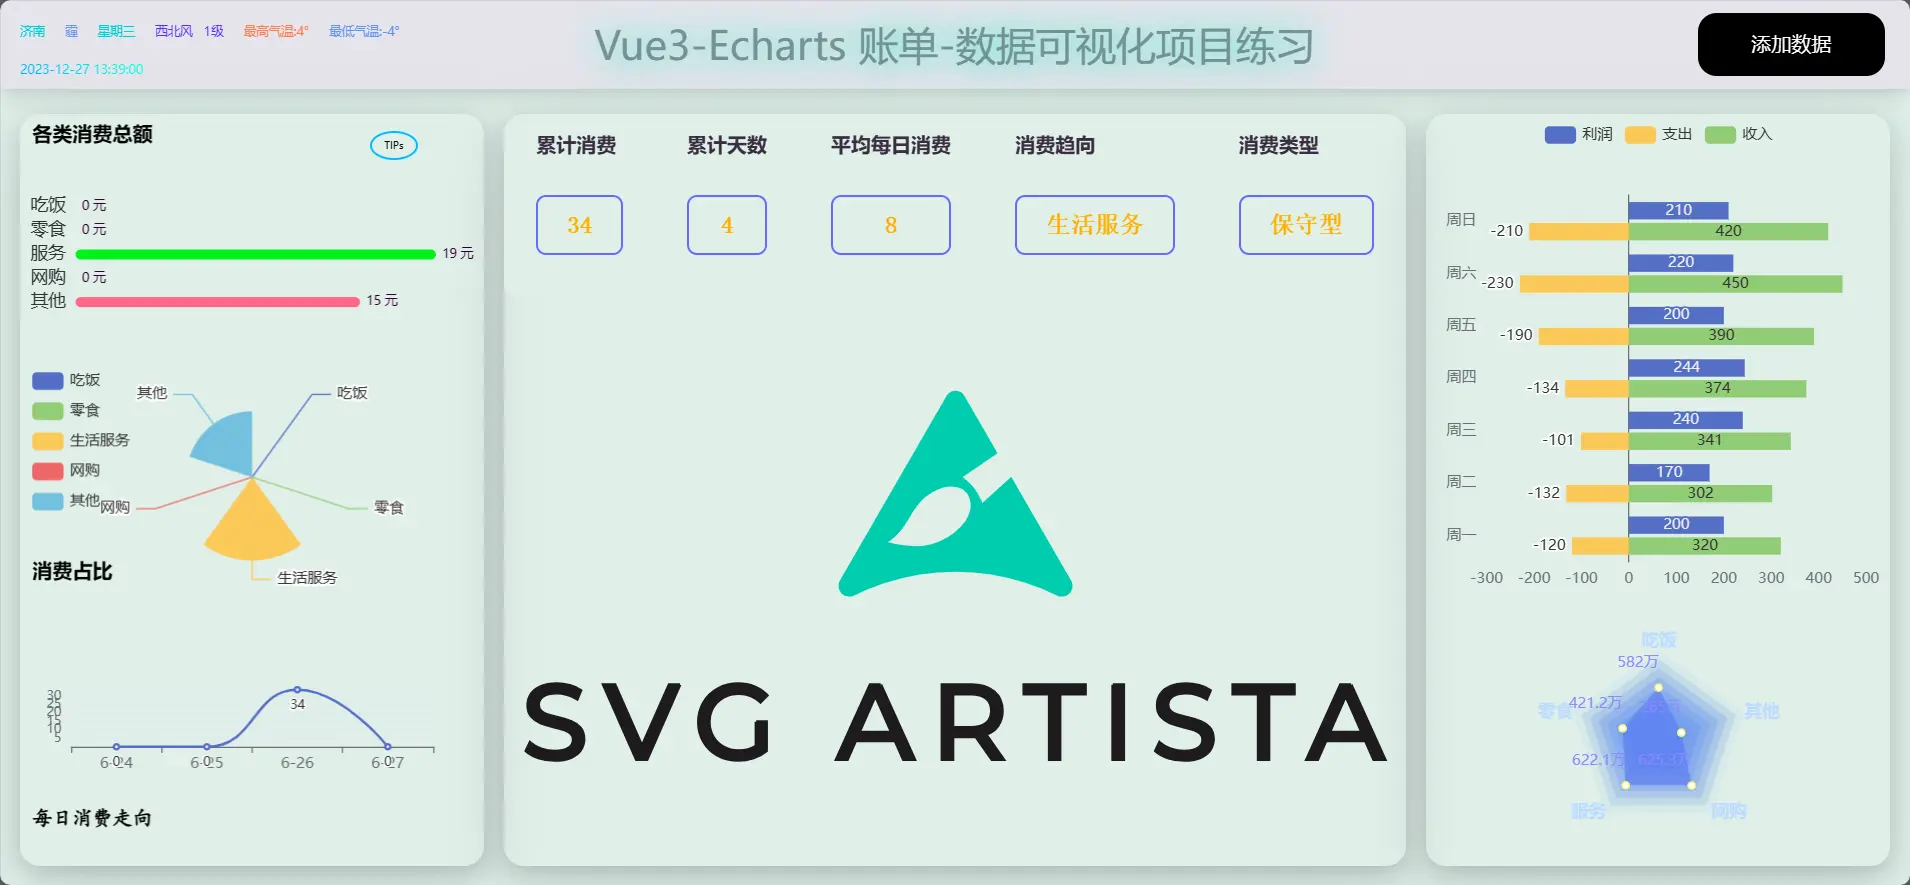 济南 霾 星期三 西北风 1级 最高气温:4° 最低气温:-4°
2023-12-27 13:39:00
Vue3-Echarts 账单-数据可视化项目练习
添加数据
各类消费总额
TIPs
吃饭 0 元
零食 0 元
服务 19 元
网购 0 元
其他 15 元
吃饭
零食
生活服务
网购
其他
其他
吃饭
网购
零食
生活服务
消费占比
30
25
20
15
10
5
34
0
0
0
6-24 6-25 6-26 6-27
每日消费走向
累计消费 累计天数 平均每日消费 消费趋向 消费类型
34 4 8 生活服务 保守型
SVG ARTISTA
利润 支出 收入
周日 -210 210 420
周六 -230 220 450
周五 -190 200 390
周四 -134 244 374
周三 -101 240 341
周二 -132 170 302
周一 -120 200 320
-300 -200 -100 0 100 200 300 400 500
吃饭
582万
零食 421.2万 其他
622.1万 625.3万
服务 网购